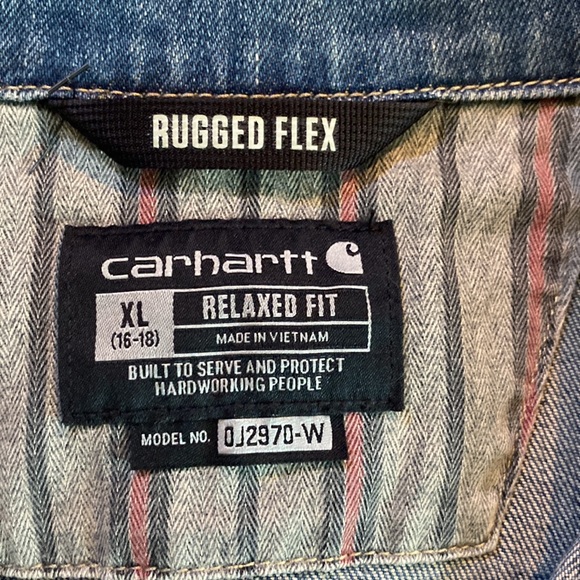 RUGGED FLEX
carhartt
XL
(16-18)
RELAXED FIT
MADE IN VIETNAM
BUILT TO SERVE AND PROTECT
HARDWORKING PEOPLE
MODEL NO. OJ2970-W